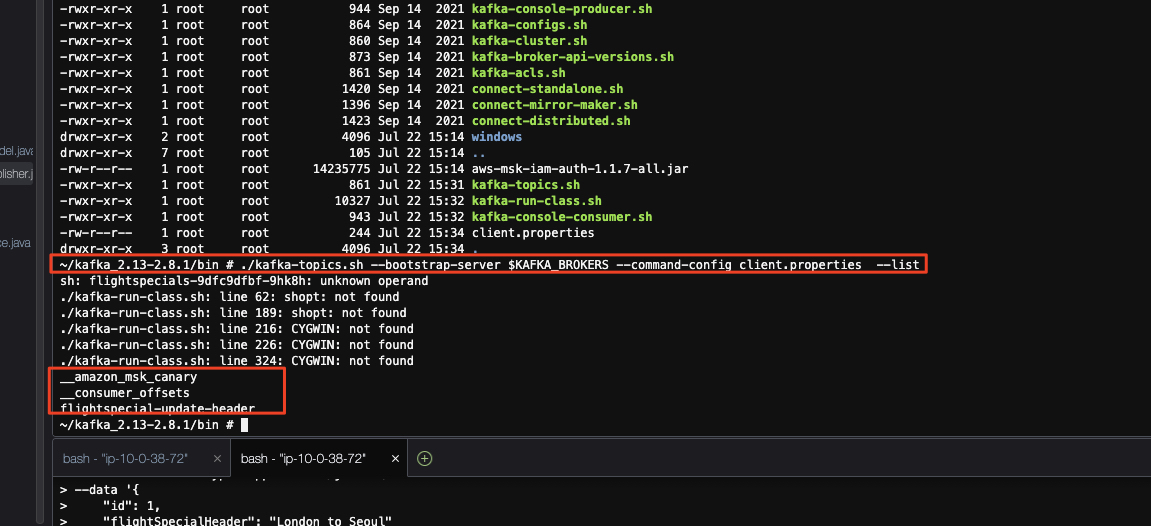 -rwxr-xr-x 1 root root 944 Sep 14 2021 kafka-console-producer.sh
-rwxr-xr-x 1 root root 864 Sep 14 2021 kafka-configs.sh
-rwxr-xr-x 1 root root 860 Sep 14 2021 kafka-cluster.sh
-rwxr-xr-x 1 root root 873 Sep 14 2021 kafka-broker-api-versions.sh
-rwxr-xr-x 1 root root 861 Sep 14 2021 kafka-acls.sh
-rwxr-xr-x 1 root root 1420 Sep 14 2021 connect-standalone.sh
-rwxr-xr-x 1 root root 1396 Sep 14 2021 connect-mirror-maker.sh
-rwxr-xr-x 1 root root 1423 Sep 14 2021 connect-distributed.sh
drwxr-xr-x 2 root root 4096 Jul 22 15:14 windows
del.java
drwxr-xr-x 7 root root 105 Jul 22 15:14 ..
-rw-r--r-- 1 root root 14235775 Jul 22 15:14 aws-msk-iam-auth-1.1.7-all.jar
blisher.j
-rwxr-xr-x 1 root root 861 Jul 22 15:31 kafka-topics.sh
-rwxr-xr-x 1 root root 10327 Jul 22 15:32 kafka-run-class.sh
-rwxr-xr-x 1 root root 943 Jul 22 15:32 kafka-console-consumer.sh
-rw-r--r-- 1 root root 244 Jul 22 15:34 client.properties
ce.java
drwxr-xr-x 3 root root 4096 Jul 22 15:34 .
~/kafka_2.13-2.8.1/bin # ./kafka-topics.sh --bootstrap-server $KAFKA_BROKERS --command-config client.properties --list
sh: flightspecials-9dfc9dfbf-9hk8h: unknown operand
./kafka-run-class.sh: line 62: shopt: not found
./kafka-run-class.sh: line 189: shopt: not found
./kafka-run-class.sh: line 216: CYGWIN: not found
./kafka-run-class.sh: line 226: CYGWIN: not found
./kafka-run-class.sh: line 324: CYGWIN: not found
__amazon_msk_canary
__consumer_offsets
flightspecial-update-header
~/kafka_2.13-2.8.1/bin #
bash - "ip-10-0-38-72" × bash - "ip-10-0-38-72" ×
> --data '{
> "id": 1,
> "flightSpecialHeader": "London to Seoul"